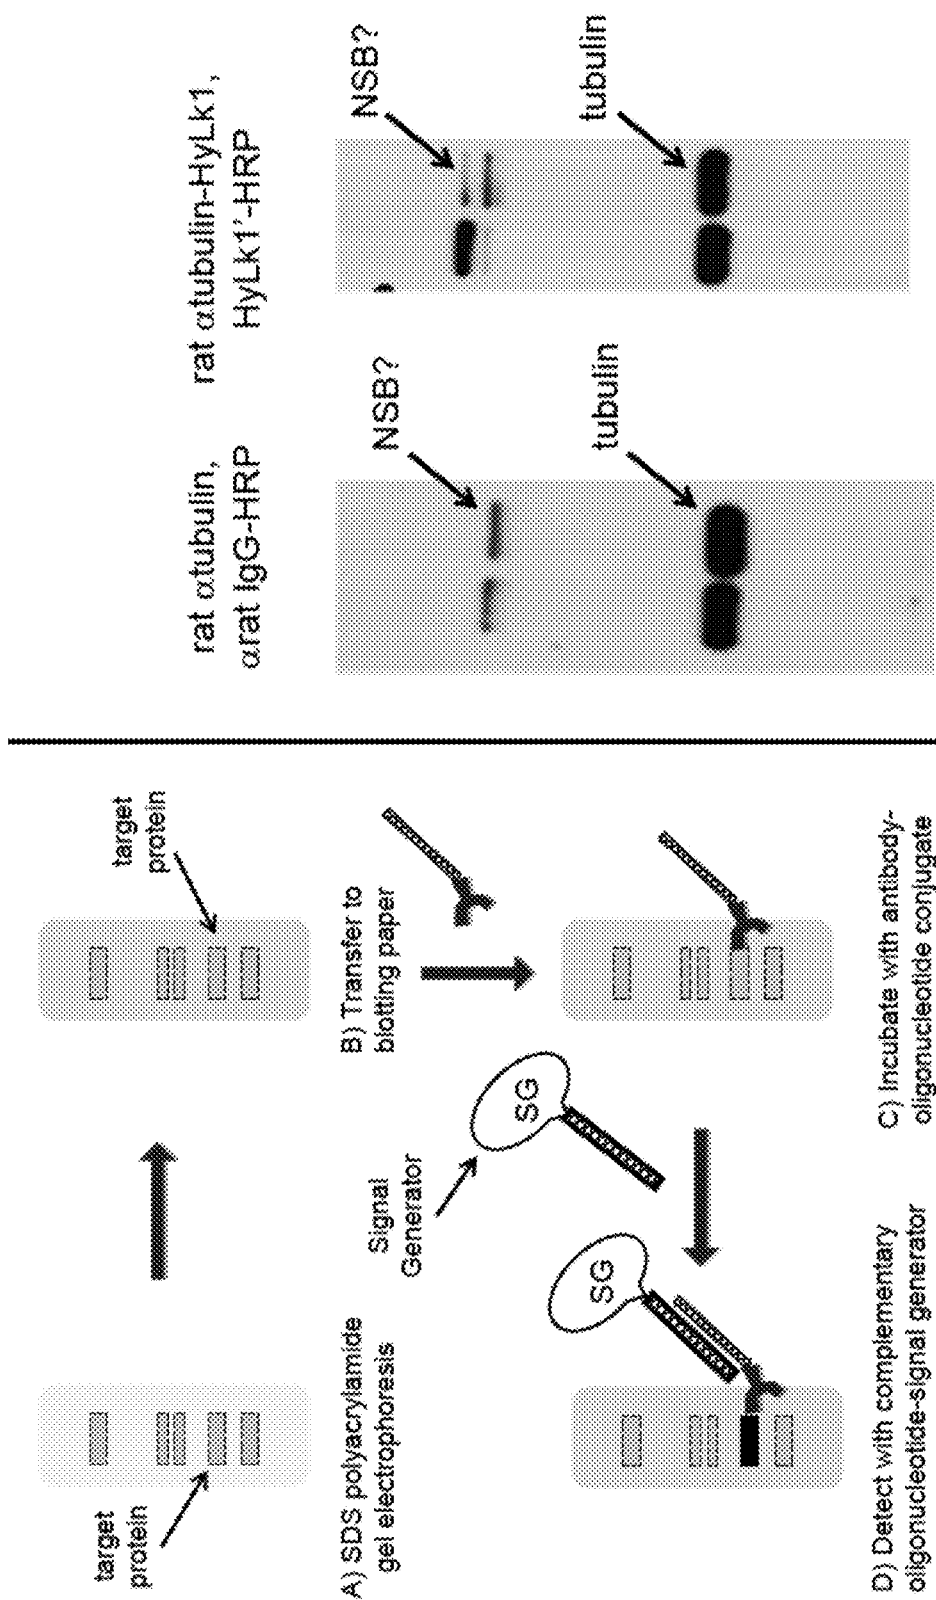 target
protein
A) SDS polyacrylamide
gel electrophoresis
target
protein
B) Transfer to
blotting paper
Signal
Generator
SG
SG
D) Detect with complementary
oligonucleotide-signal generator
C) Incubate with antibody-
oligonucleotide conjugate
rat αtubulin,
αrat IgG-HRP
NSB?
tubulin
rat αtubulin-HyLk1,
HyLk1'-HRP
NSB?
tubulin